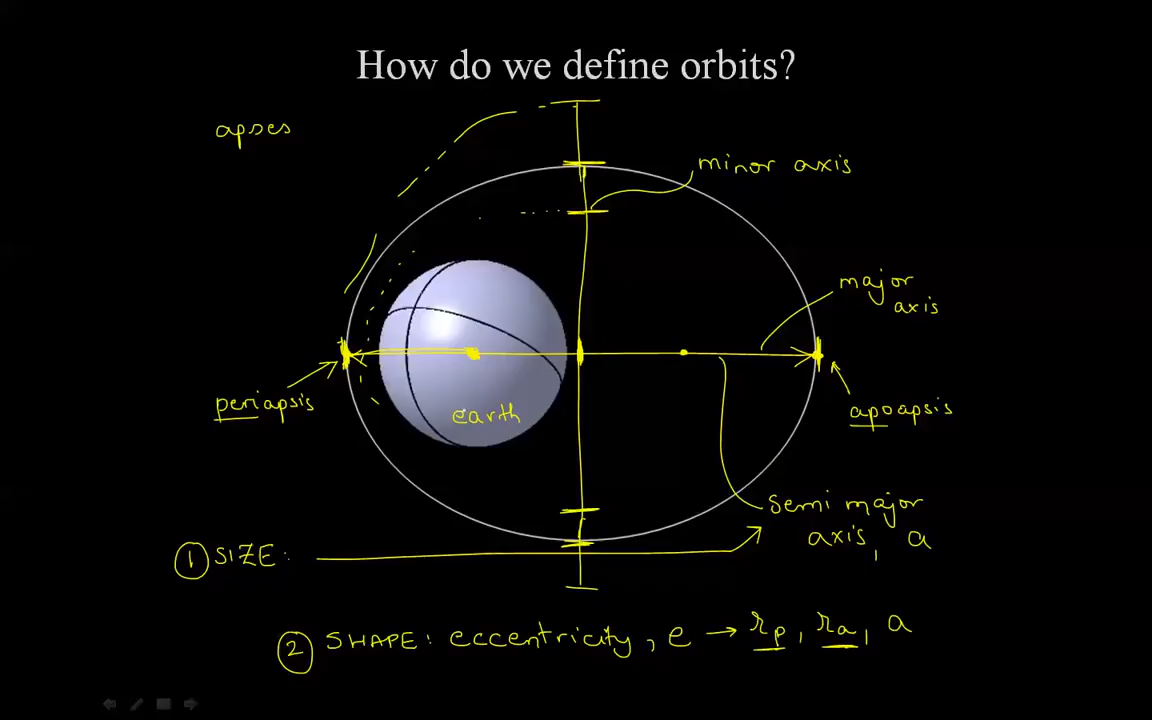 How do we define orbits?
apses
minor axis
major
axis
periapsis
apoapsis
earth
semi major
axis, a
① SIZE:
② SHAPE: eccentricity, e → rp, ra, a